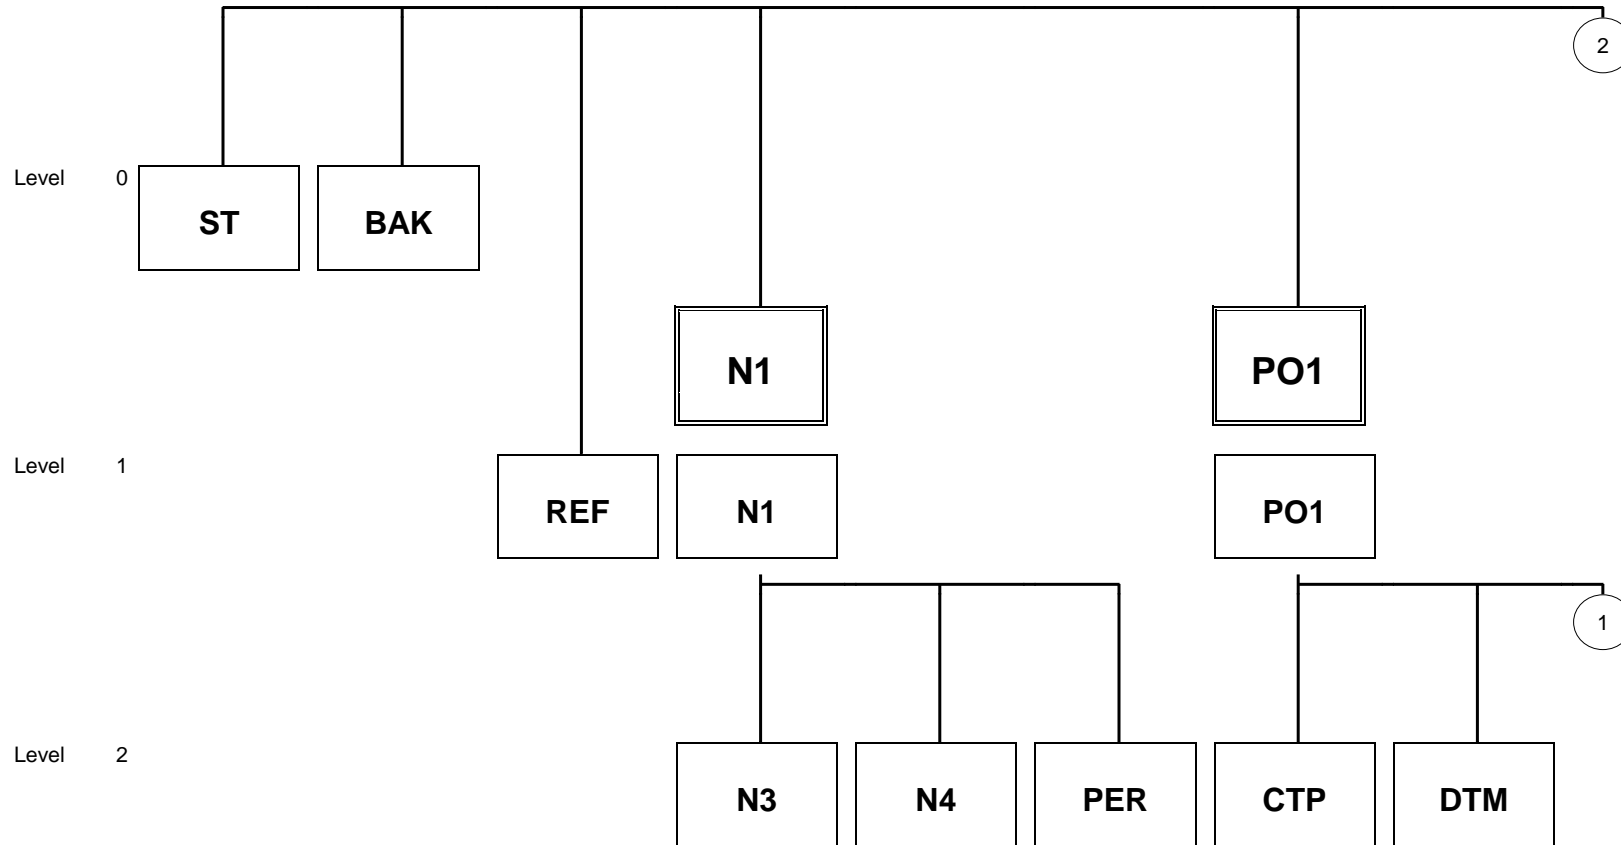 2
Level 0
ST BAK
N1 PO1
Level 1
REF N1 PO1
1
Level 2
N3 N4 PER CTP DTM